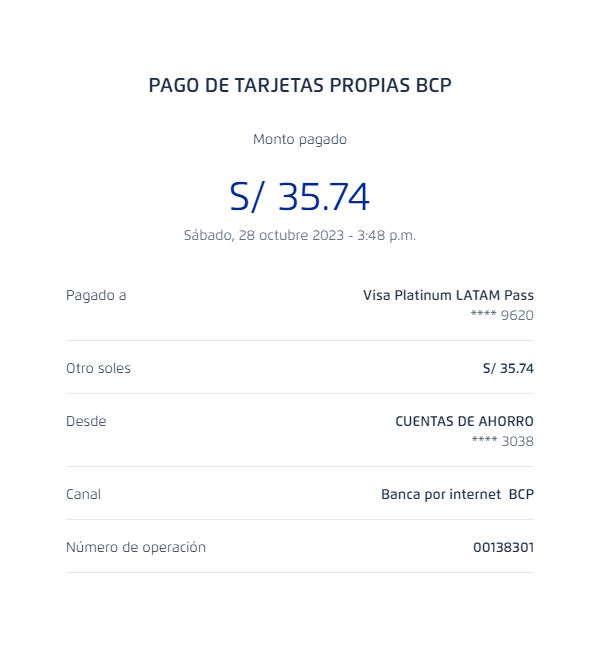 PAGO DE TARJETAS PROPIAS BCP
Monto pagado
S/ 35.74
Sábado, 28 octubre 2023 - 3:48 p.m.
Pagado a Visa Platinum LATAM Pass
**** 9620
Otro soles S/ 35.74
Desde CUENTAS DE AHORRO
**** 3038
Canal Banca por internet BCP
Número de operación 00138301